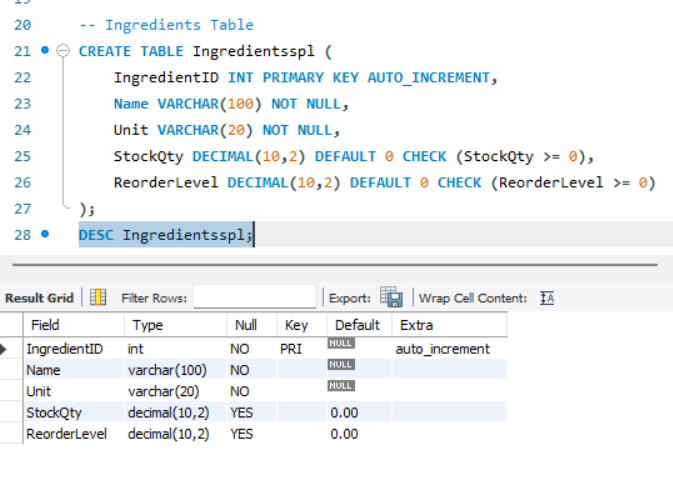 20 -- Ingredients Table
21 CREATE TABLE Ingredientsspl (
22 IngredientID INT PRIMARY KEY AUTO_INCREMENT,
23 Name VARCHAR(100) NOT NULL,
24 Unit VARCHAR(20) NOT NULL,
25 StockQty DECIMAL(10,2) DEFAULT 0 CHECK (StockQty >= 0),
26 ReorderLevel DECIMAL(10,2) DEFAULT 0 CHECK (ReorderLevel >= 0)
27 );
28 DESC Ingredientsspl;
Result Grid Filter Rows: Export: Wrap Cell Content: IA
Field Type Null Key Default Extra
IngredientID int NO PRI NULL auto_increment
Name varchar(100) NO NULL
Unit varchar(20) NO NULL
StockQty decimal(10,2) YES 0.00
ReorderLevel decimal(10,2) YES 0.00